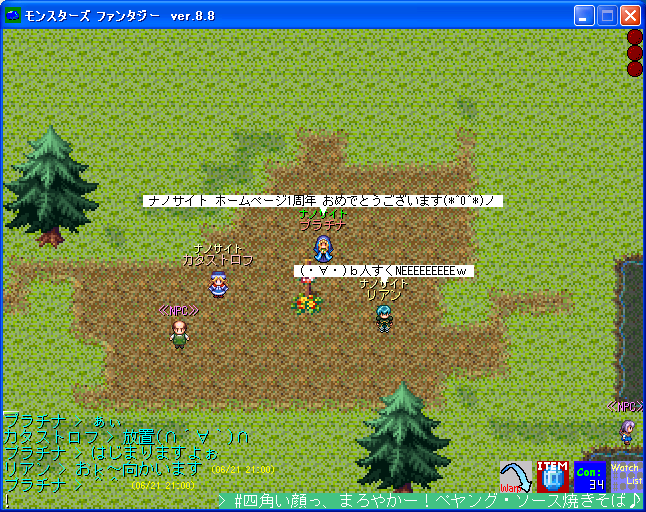 モンスターズ ファンタジー ver.8.8
ナノサイト ホームページ1周年 おめでとうございます(*^O^*)ノ
ナノサイト
プラチナ
ナノサイト
カタストロフ
(・∀・)b人すくNEEEEEEEEEw
ナノサイト
リアン
≪NPC≫
≪NPC>
プラチナ > ぁぃ
カタストロフ > 放置(∩´∀`)∩
プラチナ > はじまりますよぉ
リアン > おk~向かいます (06/21 21:00)
プラチナ > ^^ (06/21 21:00)
Warp
ITEM
Con:
34
Watch
List
> #四角い顔っ、まろやかー！ペヤング・ソース焼きそば♪